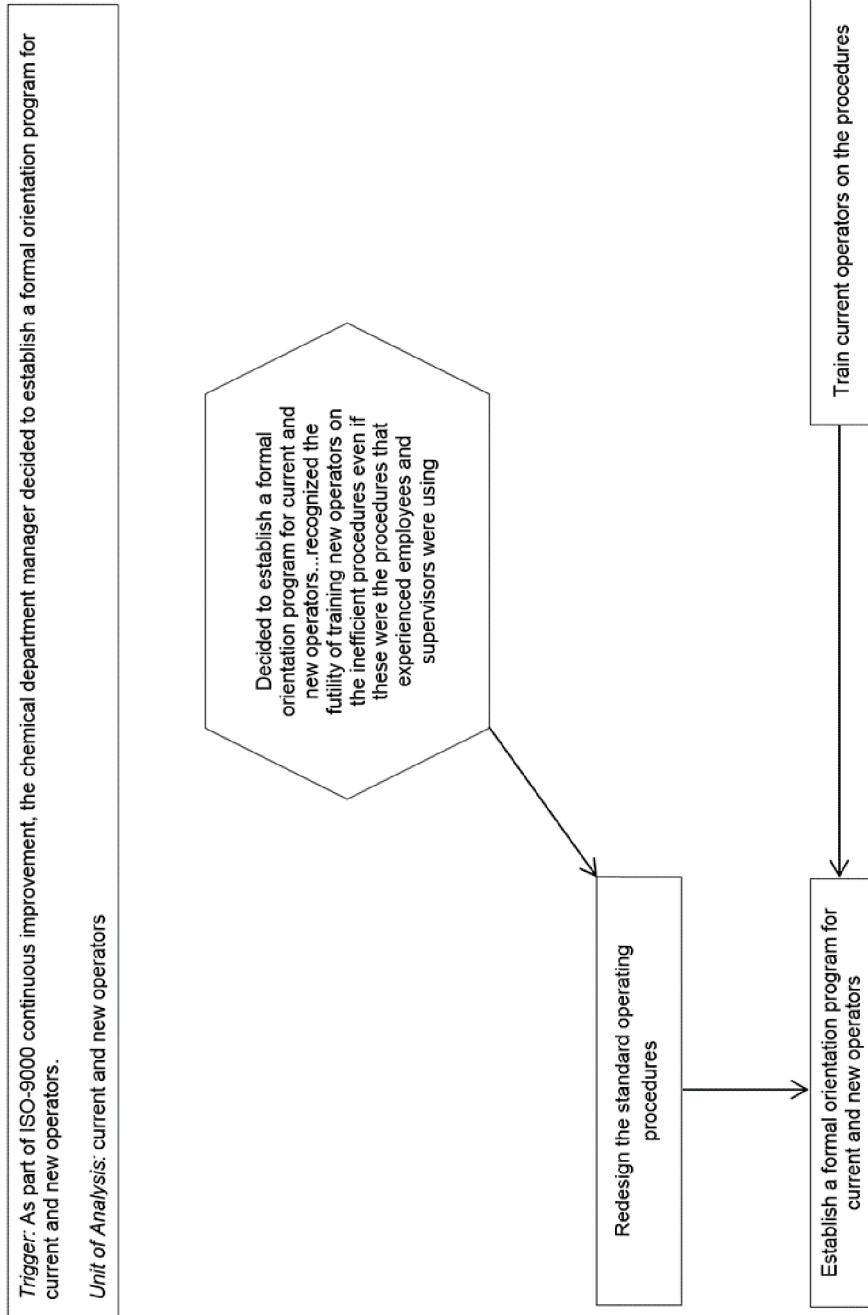 Trigger: As part of ISO-9000 continuous improvement, the chemical department manager decided to establish a formal orientation program for
current and new operators.
Unit of Analysis: current and new operators
Decided to establish a formal
orientation program for current and
new operators...recognized the
futility of training new operators on
the inefficient procedures even if
these were the procedures that
experienced employees and
supervisors were using
Redesign the standard operating
procedures
Establish a formal orientation program for
current and new operators
Train current operators on the procedures